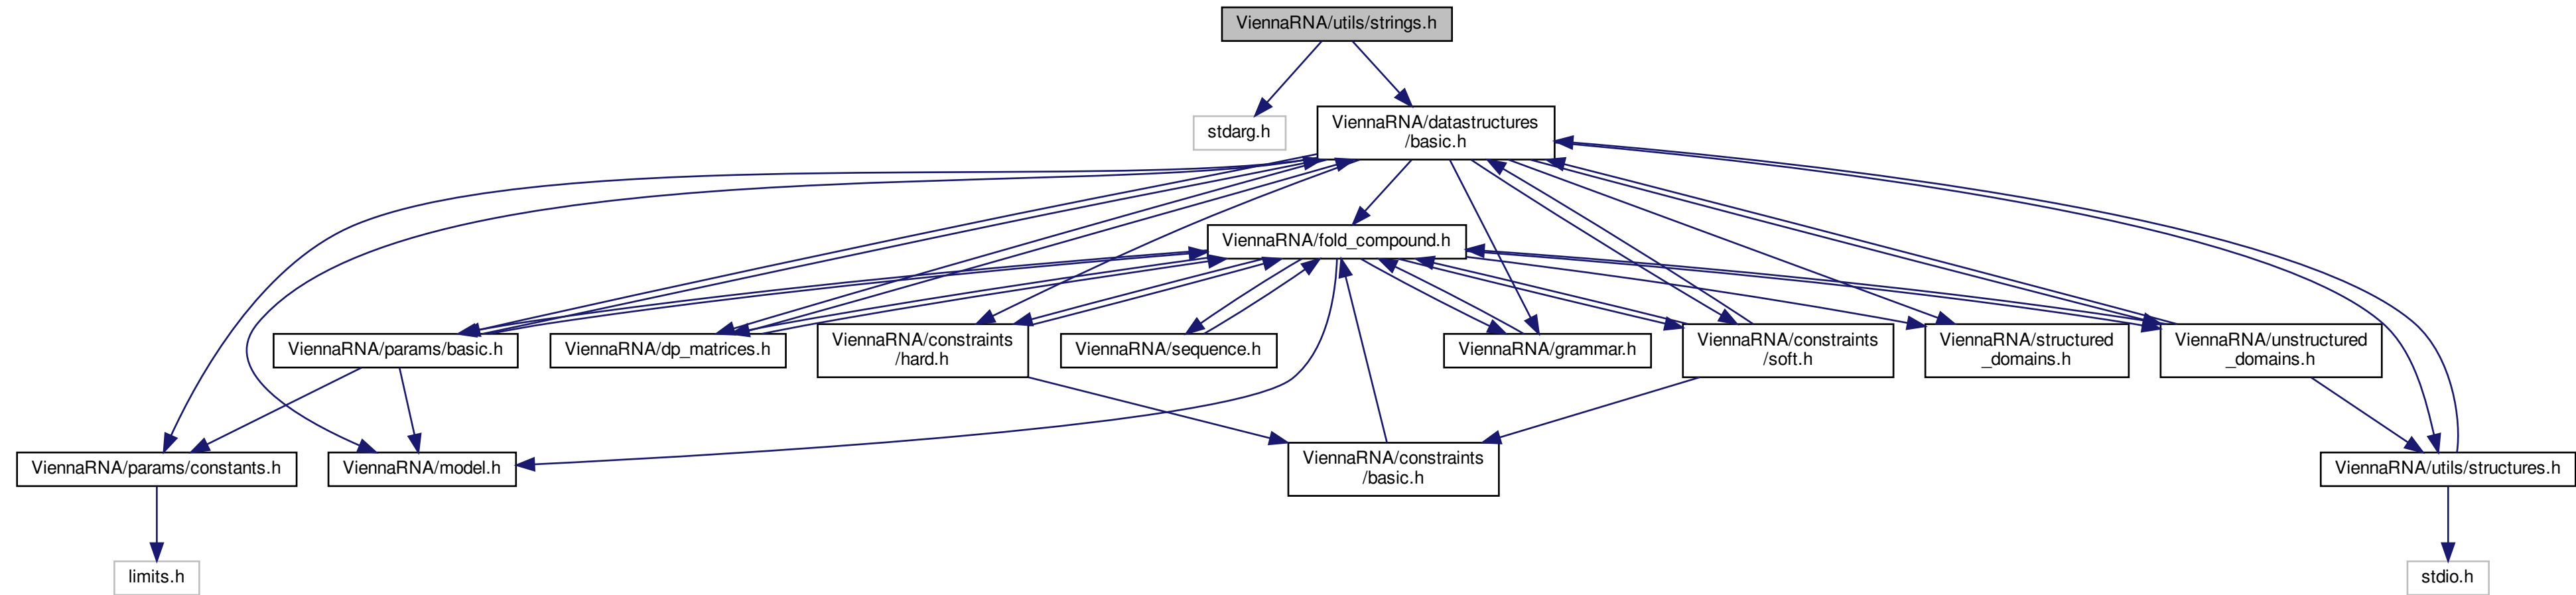 ViennaRNA/utils/strings.h
stdarg.h
ViennaRNA/datastructures
/basic.h
ViennaRNA/fold_compound.h
ViennaRNA/params/basic.h
ViennaRNA/dp_matrices.h
ViennaRNA/constraints
/hard.h
ViennaRNA/sequence.h
ViennaRNA/grammar.h
ViennaRNA/constraints
/soft.h
ViennaRNA/structured
_domains.h
ViennaRNA/unstructured
_domains.h
ViennaRNA/params/constants.h
ViennaRNA/model.h
ViennaRNA/constraints
/basic.h
ViennaRNA/utils/structures.h
limits.h
stdio.h